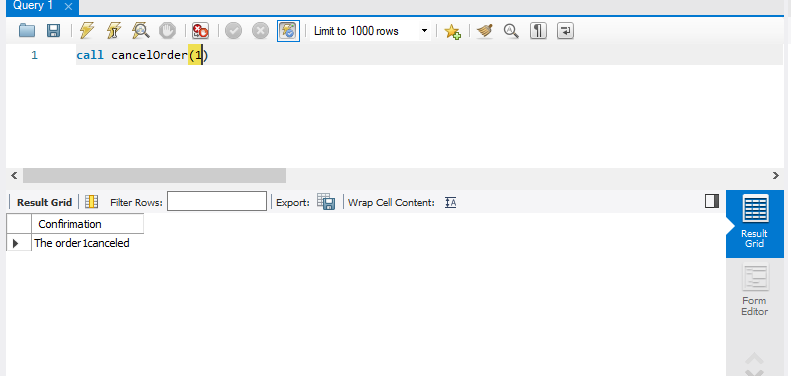 Query 1
Limit to 1000 rows
1 call cancelOrder(1)
Result Grid Filter Rows: Export: Wrap Cell Content:
Confrimation
The order1canceled
Result
Grid
Form
Editor